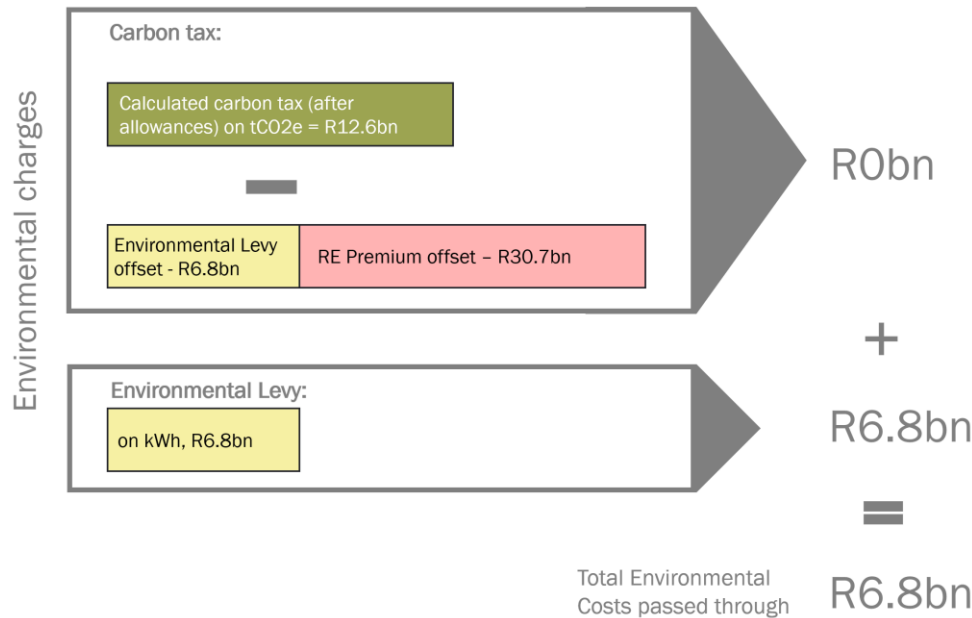 Environmental charges
Carbon tax:
Calculated carbon tax (after
allowances) on tCO2e = R12.6bn
Environmental Levy
offset - R6.8bn
RE Premium offset – R30.7bn
R0bn
+
Environmental Levy:
on kWh, R6.8bn
R6.8bn
=
Total Environmental
Costs passed through
R6.8bn